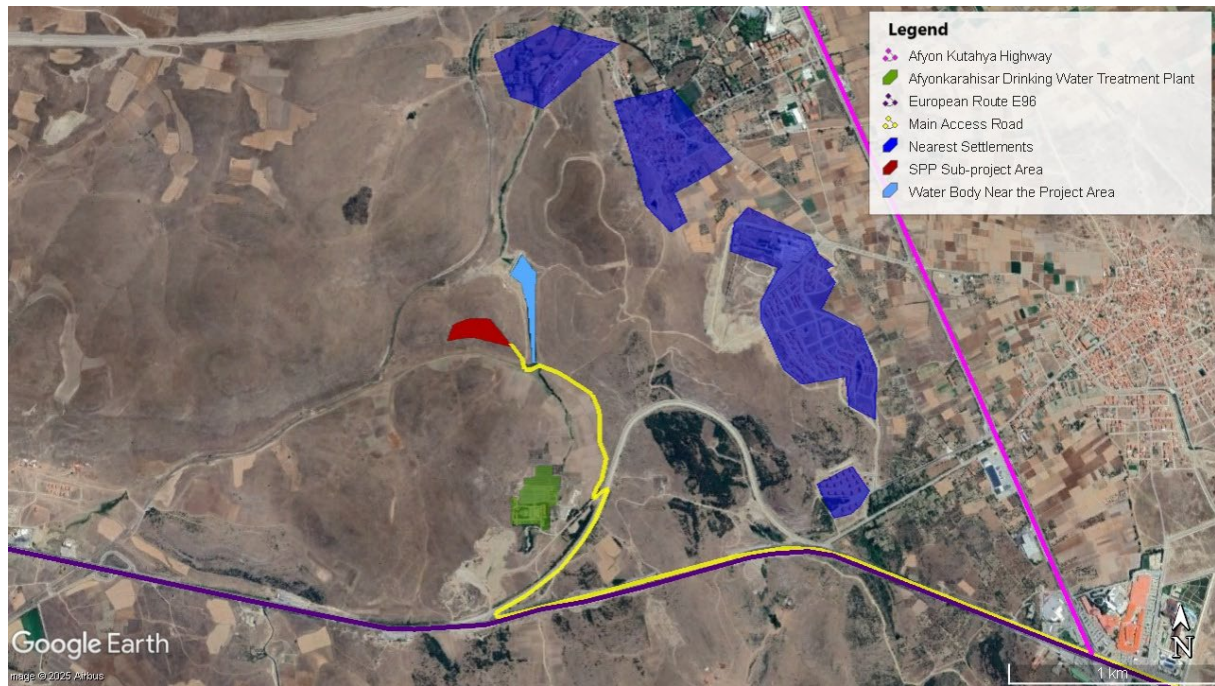 Legend
Afyon Kutahya Highway
Afyonkarahisar Drinking Water Treatment Plant
European Route E96
Main Access Road
Nearest Settlements
SPP Sub-project Area
Water Body Near the Project Area
Google Earth
mage © 2025 Airbus
N
1 km